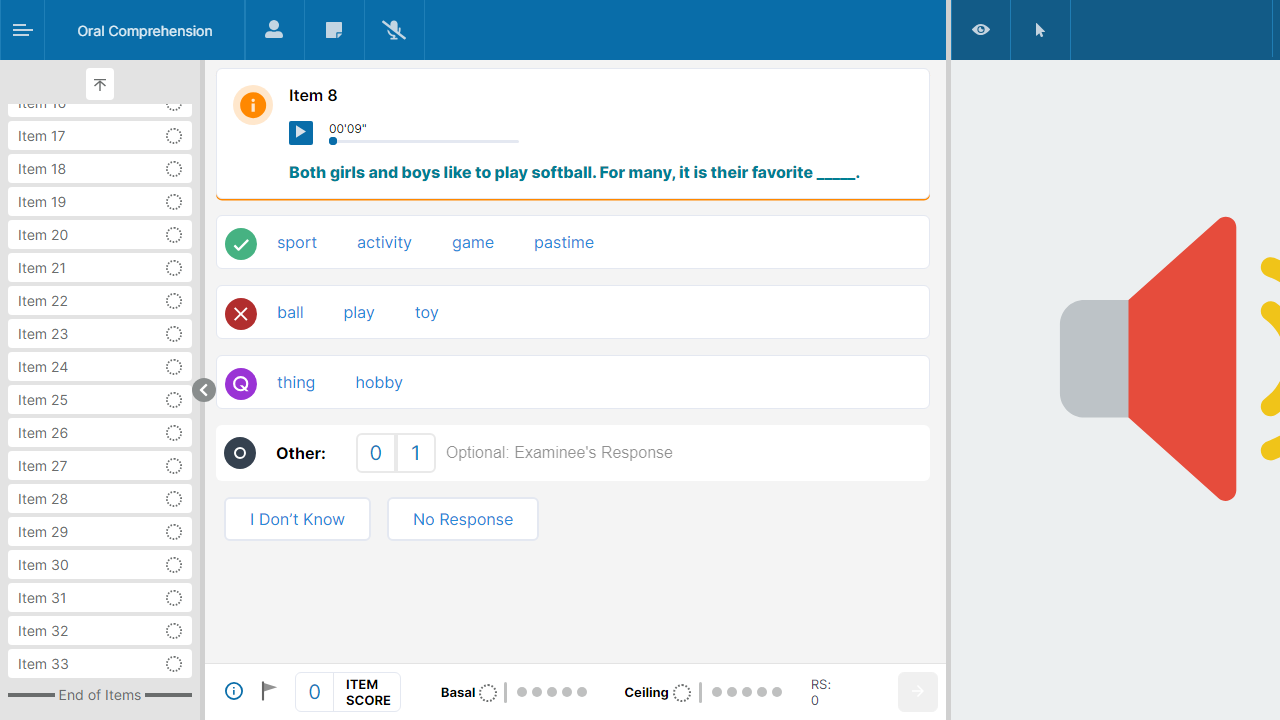 Oral Comprehension
Item 16
Item 17
Item 18
Item 19
Item 20
Item 21
Item 22
Item 23
Item 24
Item 25
Item 26
Item 27
Item 28
Item 29
Item 30
Item 31
Item 32
Item 33
End of Items
Item 8
00'09"
Both girls and boys like to play softball. For many, it is their favorite _____.
sport activity game pastime
ball play toy
Q thing hobby
Other: 0 1 Optional: Examinee's Response
I Don’t Know No Response
0 ITEM SCORE
Basal
Ceiling
RS:
0